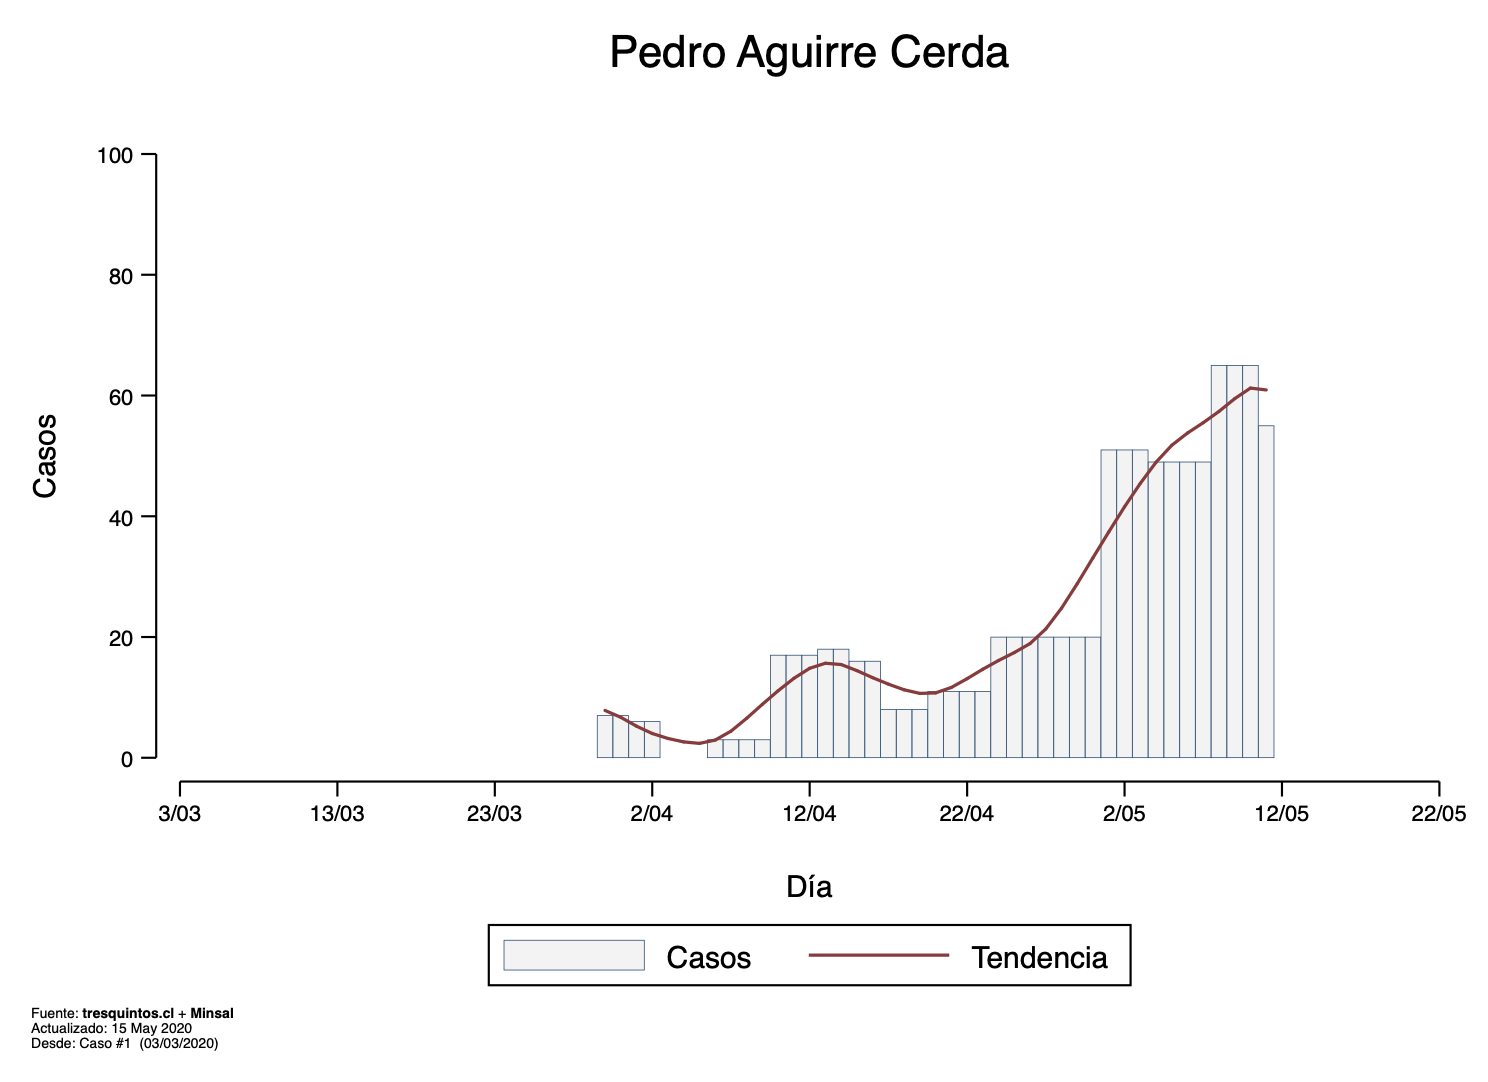 Pedro Aguirre Cerda
100
80
60
40
20
0
Casos
3/03 13/03 23/03 2/04 12/04 22/04 2/05 12/05 22/05
Día
Casos Tendencia
Fuente: tresquintos.cl + Minsal
Actualizado: 15 May 2020
Desde: Caso #1 (03/03/2020)